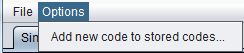 File Options
Add new code to stored codes...
Sin